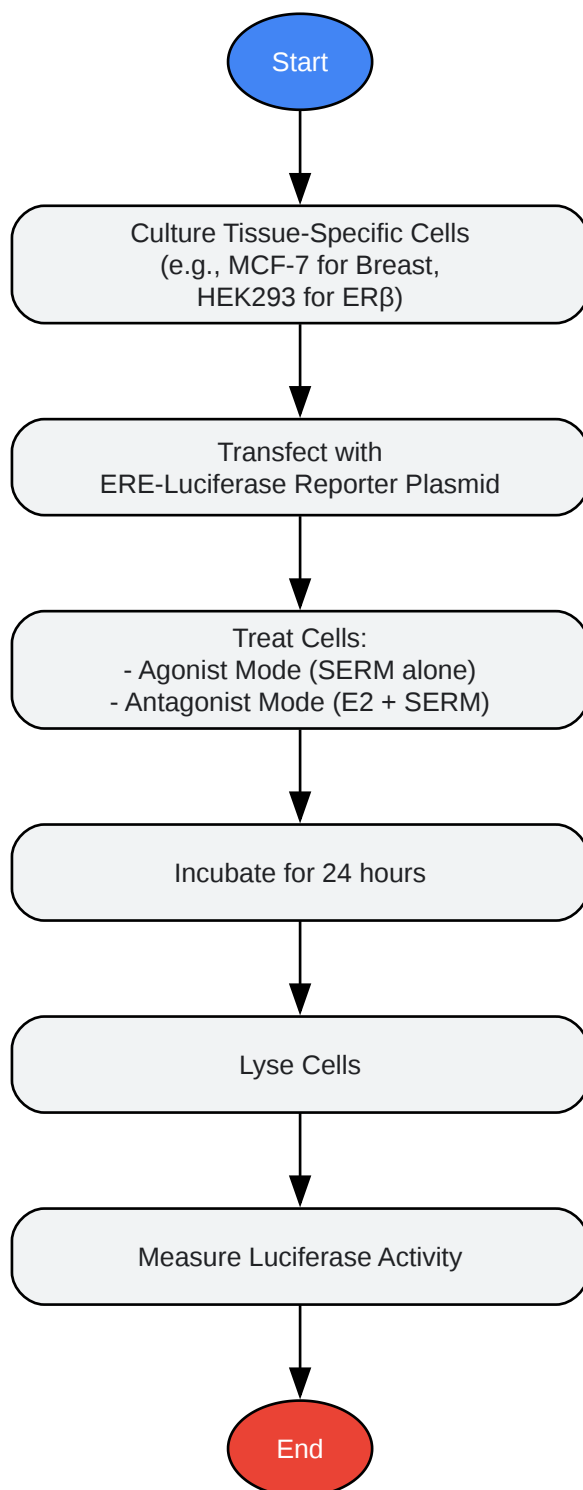 Start
Culture Tissue-Specific Cells
(e.g., MCF-7 for Breast,
HEK293 for ERβ)
Transfect with
ERE-Luciferase Reporter Plasmid
Treat Cells:
- Agonist Mode (SERM alone)
- Antagonist Mode (E2 + SERM)
Incubate for 24 hours
Lyse Cells
Measure Luciferase Activity
End